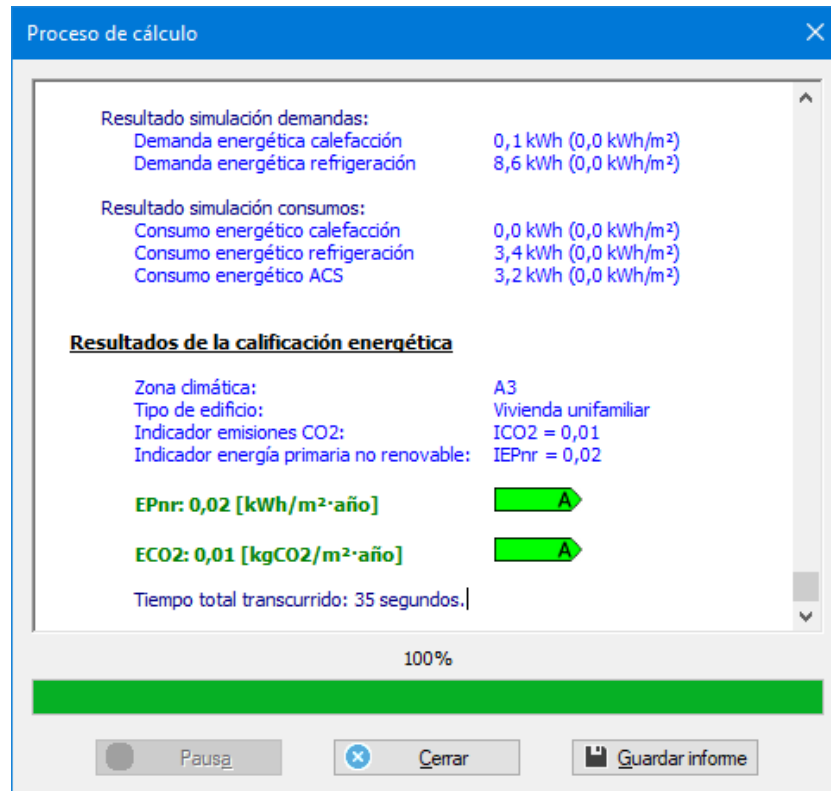 Proceso de cálculo
Resultado simulación demandas:
Demanda energética calefacción 0,1 kWh (0,0 kWh/m²)
Demanda energética refrigeración 8,6 kWh (0,0 kWh/m²)
Resultado simulación consumos:
Consumo energético calefacción 0,0 kWh (0,0 kWh/m²)
Consumo energético refrigeración 3,4 kWh (0,0 kWh/m²)
Consumo energético ACS 3,2 kWh (0,0 kWh/m²)
Resultados de la calificación energética
Zona climática: A3
Tipo de edificio: Vivienda unifamiliar
Indicador emisiones CO2: ICO2 = 0,01
Indicador energía primaria no renovable: IEPnr = 0,02
EPnr: 0,02 [kWh/m²·año] A
ECO2: 0,01 [kgCO2/m²·año] A
Tiempo total transcurrido: 35 segundos.
100%
Pausa Cerrar Guardar informe